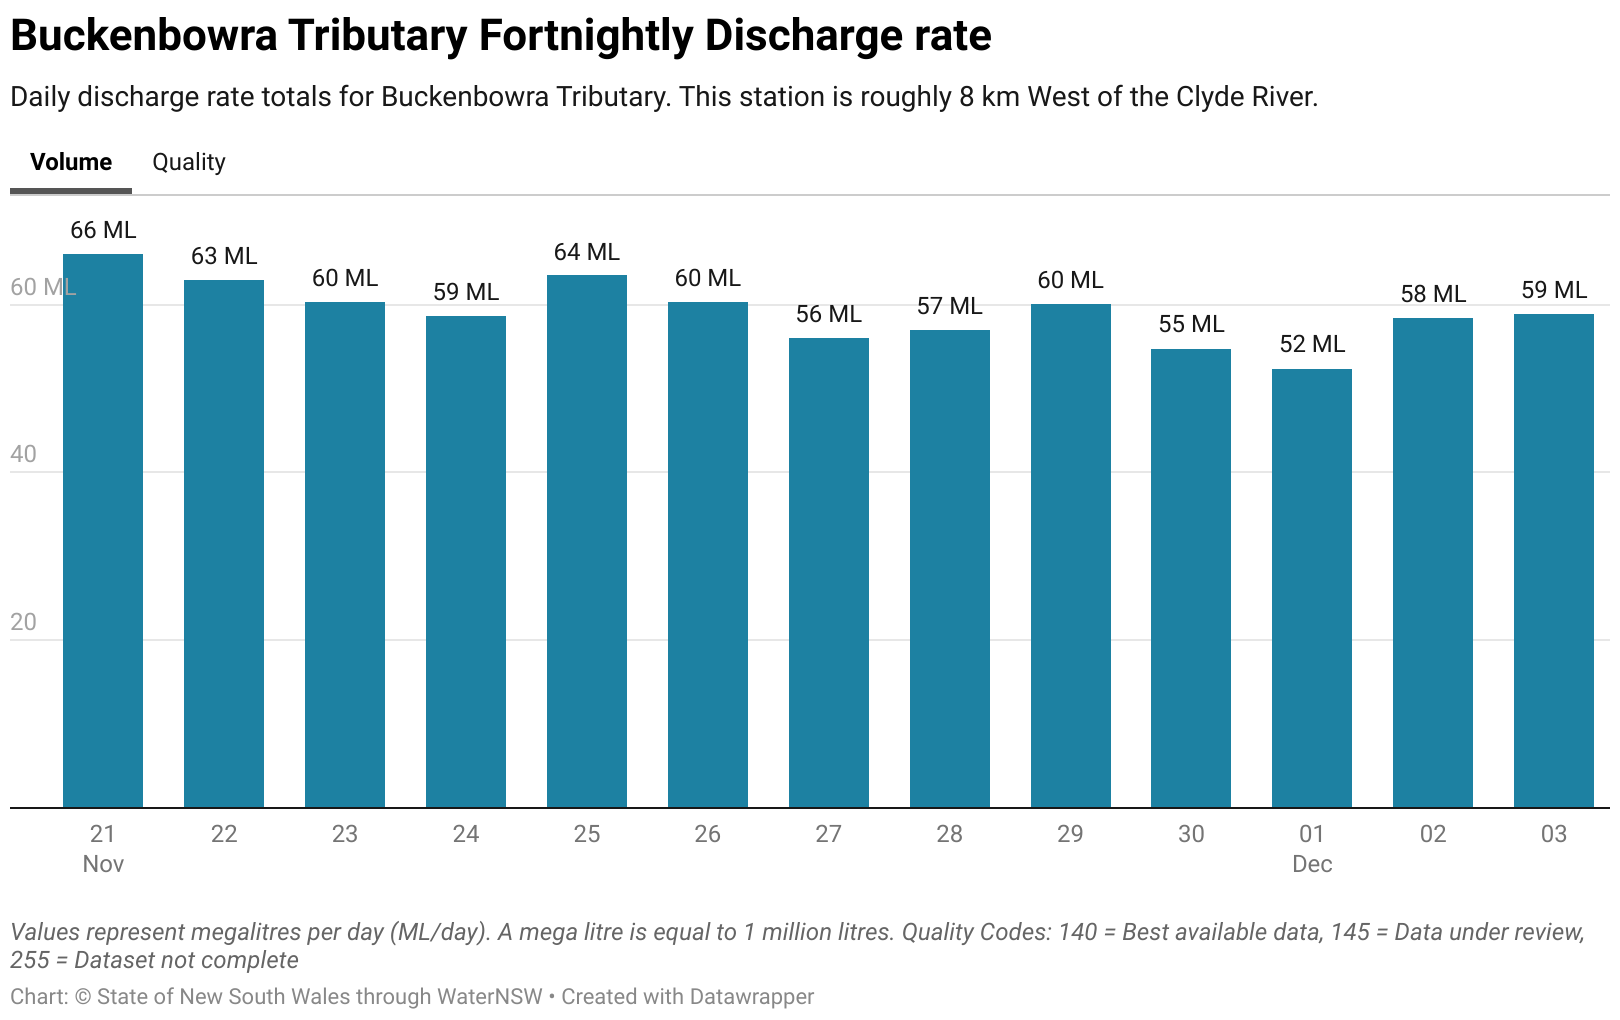 Buckenbowra Tributary Fortnightly Discharge rate
Daily discharge rate totals for Buckenbowra Tributary. This station is roughly 8 km West of the Clyde River.
Volume Quality
66 ML 63 ML 60 ML 59 ML 64 ML 60 ML 56 ML 57 ML 60 ML 55 ML 52 ML 58 ML 59 ML
60 ML
40
20
21 22 23 24 25 26 27 28 29 30 01 02 03
Nov Dec
Values represent megalitres per day (ML/day). A mega litre is equal to 1 million litres. Quality Codes: 140 = Best available data, 145 = Data under review,
255 = Dataset not complete
Chart: © State of New South Wales through WaterNSW • Created with Datawrapper